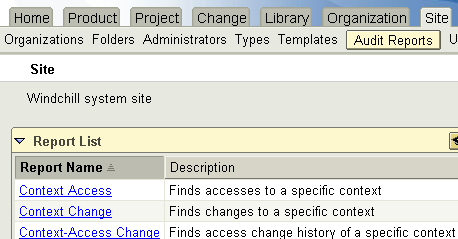 Home Product Project Change Library Organization Site
Organizations Folders Administrators Types Templates Audit Reports
Site
Windchill system site
Report List
Report Name Description
Context Access Finds accesses to a specific context
Context Change Finds changes to a specific context
Context-Access Change Finds access change history of a specific context